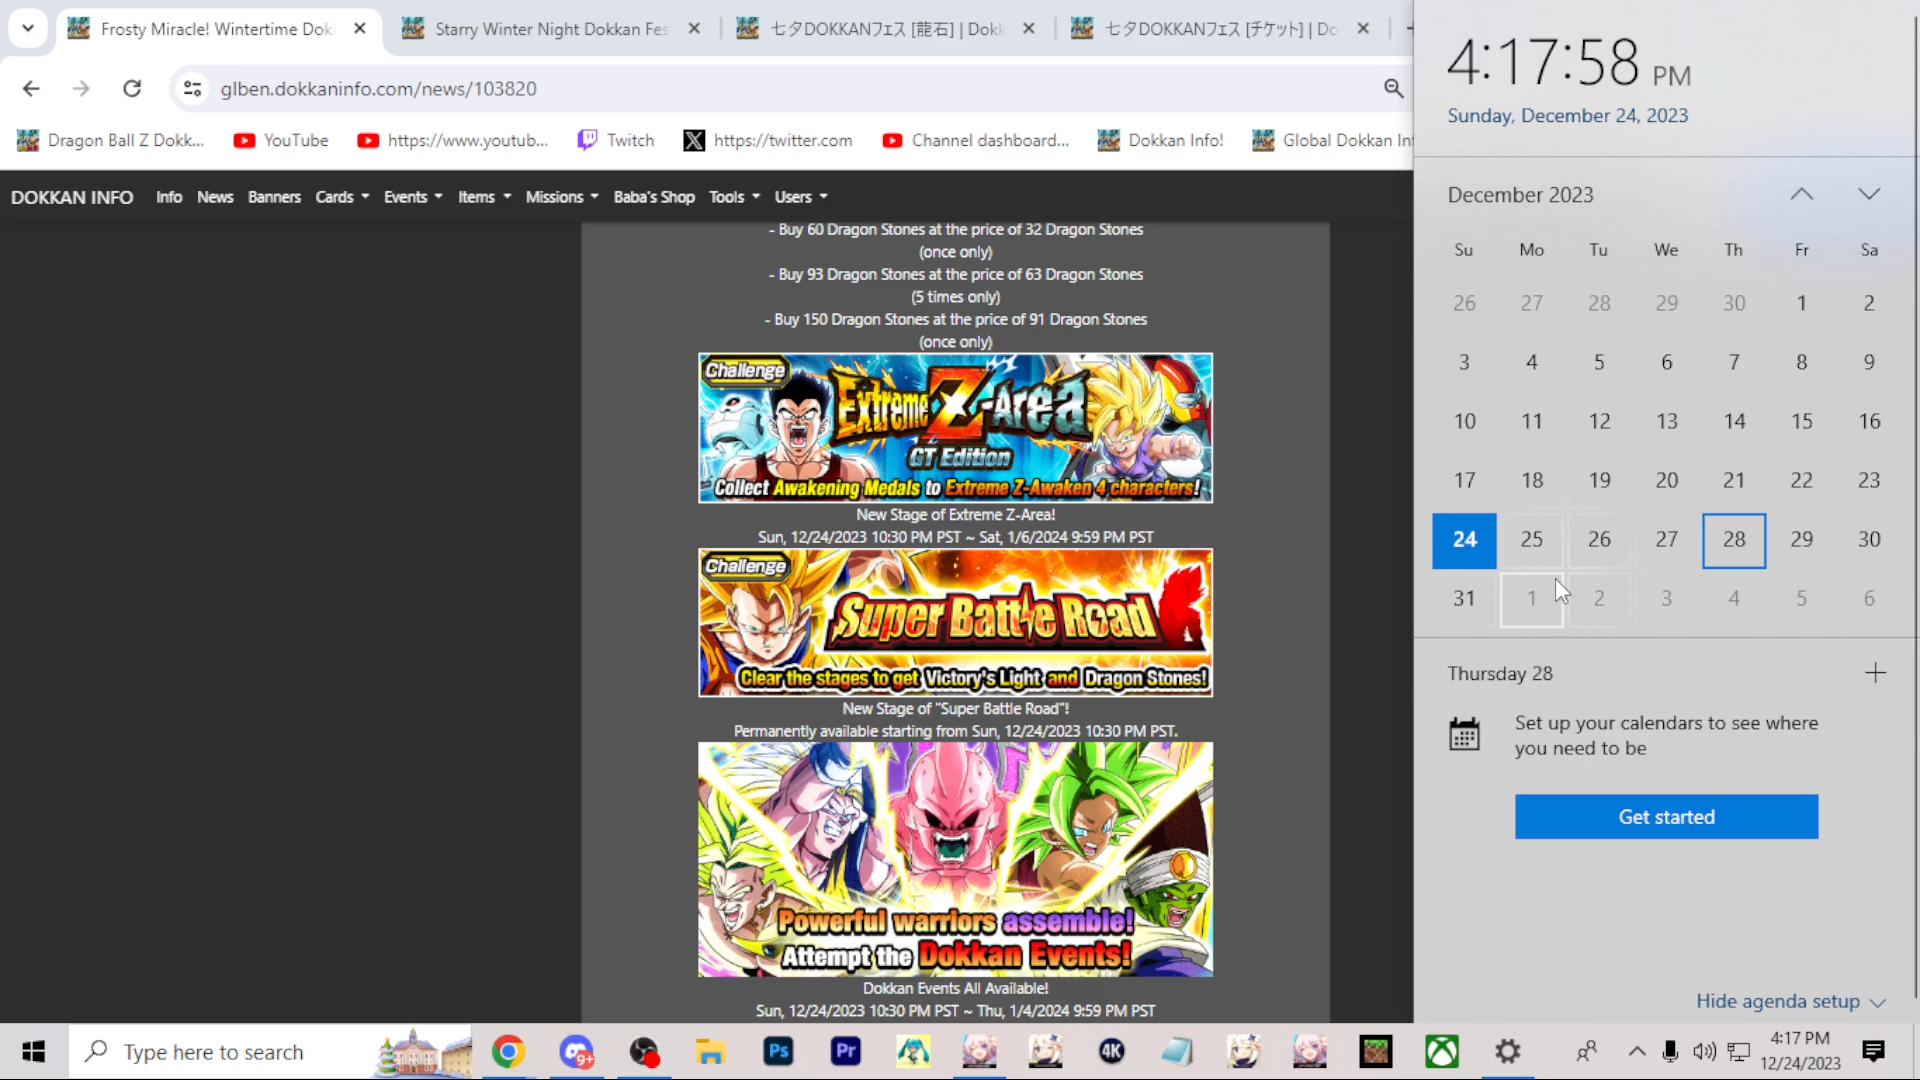 Frosty Miracle! Wintertime Dok
Starry Winter Night Dokkan Fes
七夕DOKKANフェス [龍石] | Dokk
七夕DOKKANフェス [チケット] | Do
glben.dokkaninfo.com/news/103820
Dragon Ball Z Dokk...
YouTube
https://www.youtub...
Twitch
https://twitter.com
Channel dashboard...
Dokkan Info!
Global Dokkan Inf
DOKKAN INFO
Info
News
Banners
Cards
Events
Items
Missions
Baba's Shop
Tools
Users
- Buy 60 Dragon Stones at the price of 32 Dragon Stones
(once only)
- Buy 93 Dragon Stones at the price of 63 Dragon Stones
(5 times only)
- Buy 150 Dragon Stones at the price of 91 Dragon Stones
(once only)
Challenge
Extreme Z-Area
GT Edition
Collect Awakening Medals to Extreme Z-Awaken 4 characters!
New Stage of Extreme Z-Area!
Sun, 12/24/2023 10:30 PM PST ~ Sat, 1/6/2024 9:59 PM PST
Challenge
Super Battle Road
Clear the stages to get Victory's Light and Dragon Stones!
New Stage of "Super Battle Road"!
Permanently available starting from Sun, 12/24/2023 10:30 PM PST.
Powerful warriors assemble!
Attempt the Dokkan Events!
Dokkan Events All Available!
Sun, 12/24/2023 10:30 PM PST ~ Thu, 1/4/2024 9:59 PM PST
4:17:58 PM
Sunday, December 24, 2023
December 2023
Su Mo Tu We Th Fr Sa
26 27 28 29 30 1 2
3 4 5 6 7 8 9
10 11 12 13 14 15 16
17 18 19 20 21 22 23
24 25 26 27 28 29 30
31 1 2 3 4 5 6
Thursday 28
Set up your calendars to see where
you need to be
Get started
Hide agenda setup
Type here to search
9+
Ps
Pr
4K
4:17 PM
12/24/2023